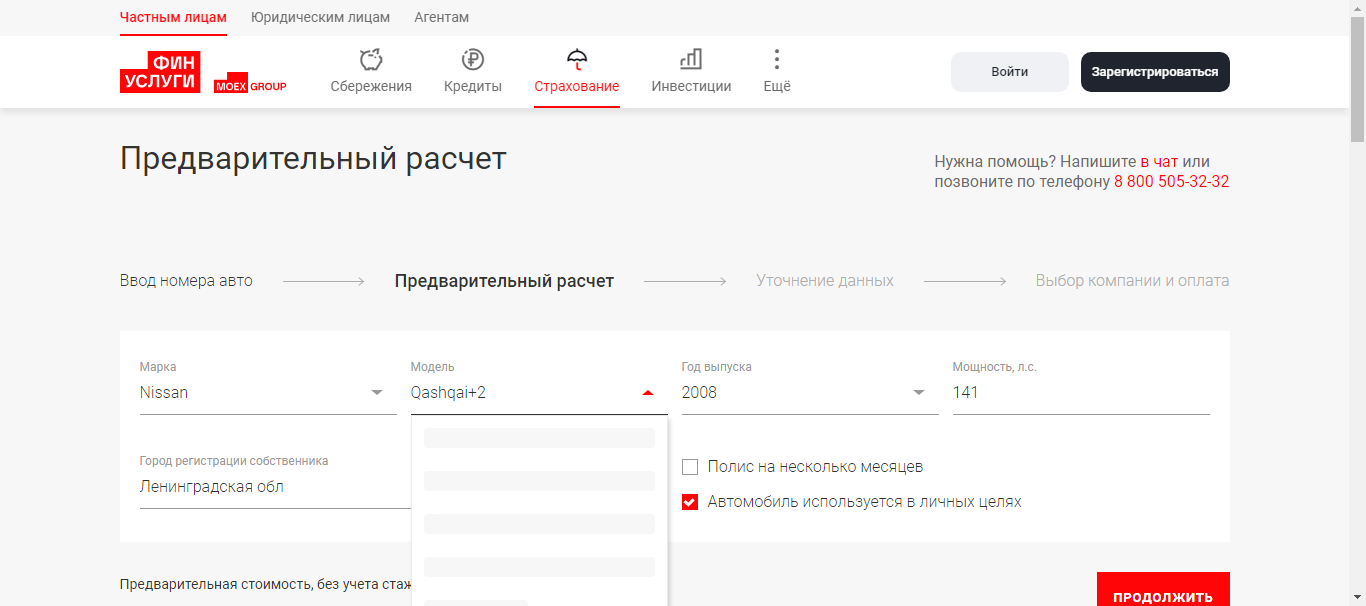 Частным лицам Юридическим лицам Агентам
ФИН
УСЛУГИ
MOEX GROUP
Сбережения Кредиты Страхование Инвестиции Ещё
Войти Зарегистрироваться
Предварительный расчет
Нужна помощь? Напишите в чат или
позвоните по телефону 8 800 505-32-32
Ввод номера авто Предварительный расчет Уточнение данных Выбор компании и оплата
Марка Модель Год выпуска Мощность, л.с.
Nissan Qashqai+2 2008 141
Город регистрации собственника
Ленинградская обл
Полис на несколько месяцев
Автомобиль используется в личных целях
Предварительная стоимость, без учета стаж
ПРОДОЛЖИТЬ